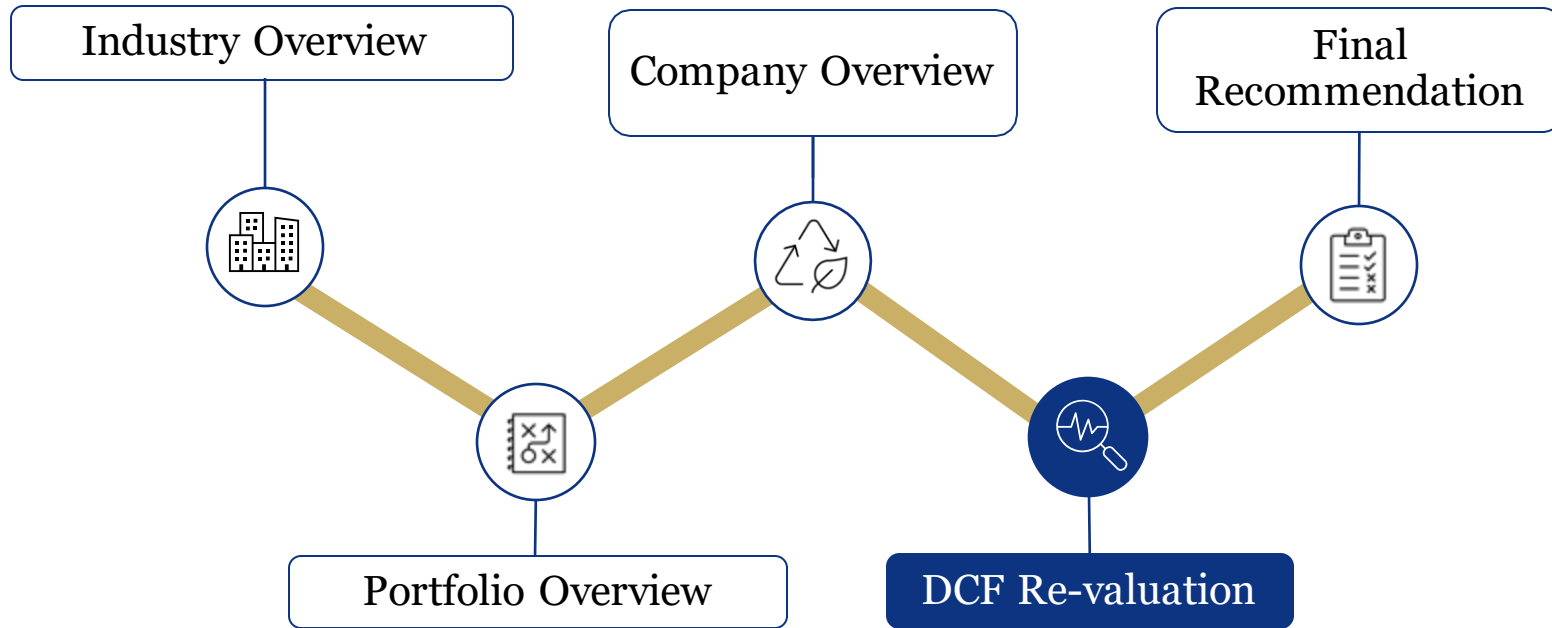 Industry Overview
Company Overview
Final
Recommendation
Portfolio Overview
DCF Re-valuation